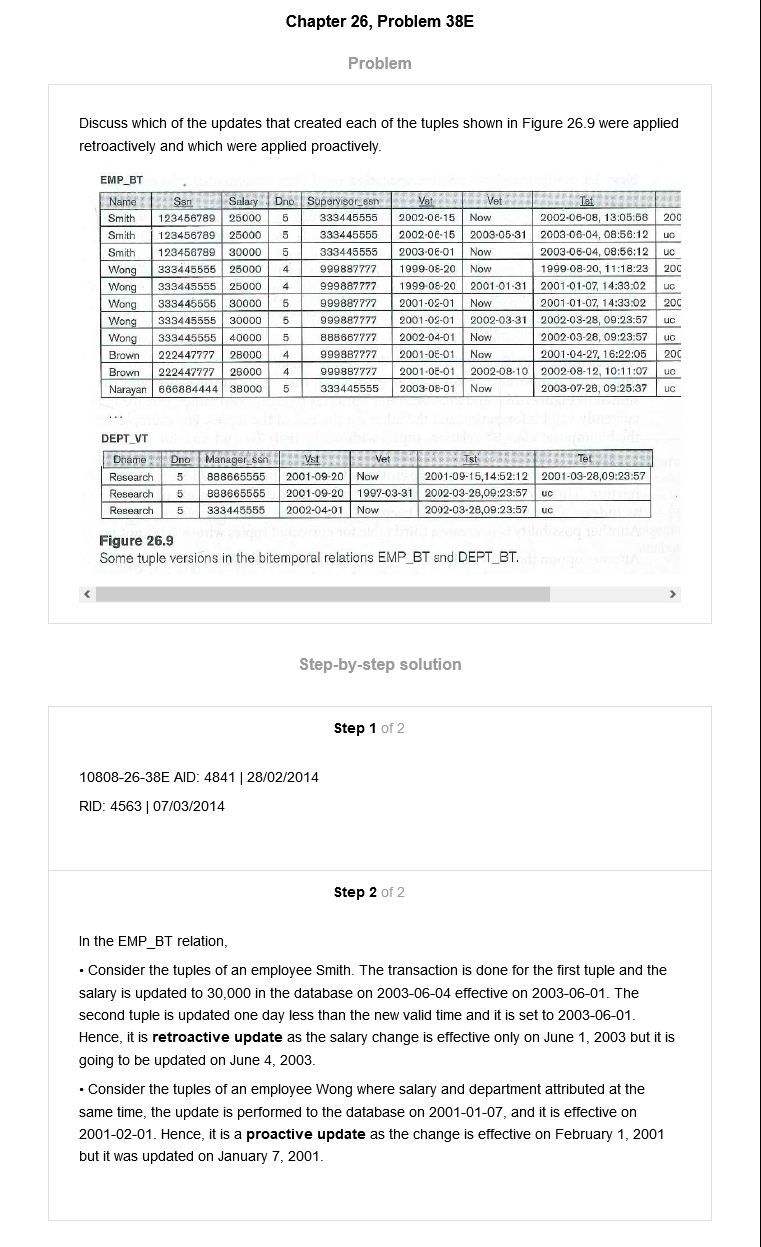 Chapter 26, Problem 38E
Problem
Discuss which of the updates that created each of the tuples shown in Figure 26.9 were applied
retroactively and which were applied proactively.
EMP_BT
Name Ssn Salary Dno Supervisor_ssn Vst Vet Tst
Smith 123456789 25000 5 333445555 2002-06-15 Now 2002-06-08, 13:05:58 200
Smith 123456789 25000 5 333445555 2002-06-15 2003-05-31 2003-06-04, 08:56:12 uc
Smith 123456789 30000 5 333445555 2003-06-01 Now 2003-06-04, 08:56:12 uc
Wong 333445555 25000 4 999887777 1999-08-20 Now 1999-08-20, 11:18:23 200
Wong 333445555 25000 4 999887777 1999-08-20 2001-01-31 2001-01-07, 14:33:02 uc
Wong 333445555 30000 5 999887777 2001-02-01 Now 2001-01-07, 14:33:02 200
Wong 333445555 30000 5 999887777 2001-02-01 2002-03-31 2002-03-28, 09:23:57 uc
Wong 333445555 40000 5 888667777 2002-04-01 Now 2002-03-28, 09:23:57 uc
Brown 222447777 28000 4 999887777 2001-05-01 Now 2001-04-27, 16:22:05 200
Brown 222447777 28000 4 999887777 2001-05-01 2002-08-10 2002-08-12, 10:11:07 uc
Narayan 666884444 38000 5 333445555 2003-08-01 Now 2003-07-28, 09:25:37 uc
...
DEPT_VT
Dname Dno Manager_ssn Vst Vet Tst Tet
Research 5 888665555 2001-09-20 Now 2001-09-15,14:52:12 2001-03-28,09:23:57
Research 5 888665555 2001-09-20 1997-03-31 2002-03-28,09:23:57 uc
Research 5 333445555 2002-04-01 Now 2002-03-28,09:23:57 uc
Figure 26.9
Some tuple versions in the bitemporal relations EMP_BT and DEPT_BT.
Step-by-step solution
Step 1 of 2
10808-26-38E AID: 4841 | 28/02/2014
RID: 4563 | 07/03/2014
Step 2 of 2
In the EMP_BT relation,
• Consider the tuples of an employee Smith. The transaction is done for the first tuple and the
salary is updated to 30,000 in the database on 2003-06-04 effective on 2003-06-01. The
second tuple is updated one day less than the new valid time and it is set to 2003-06-01.
Hence, it is retroactive update as the salary change is effective only on June 1, 2003 but it is
going to be updated on June 4, 2003.
• Consider the tuples of an employee Wong where salary and department attributed at the
same time, the update is performed to the database on 2001-01-07, and it is effective on
2001-02-01. Hence, it is a proactive update as the change is effective on February 1, 2001
but it was updated on January 7, 2001.